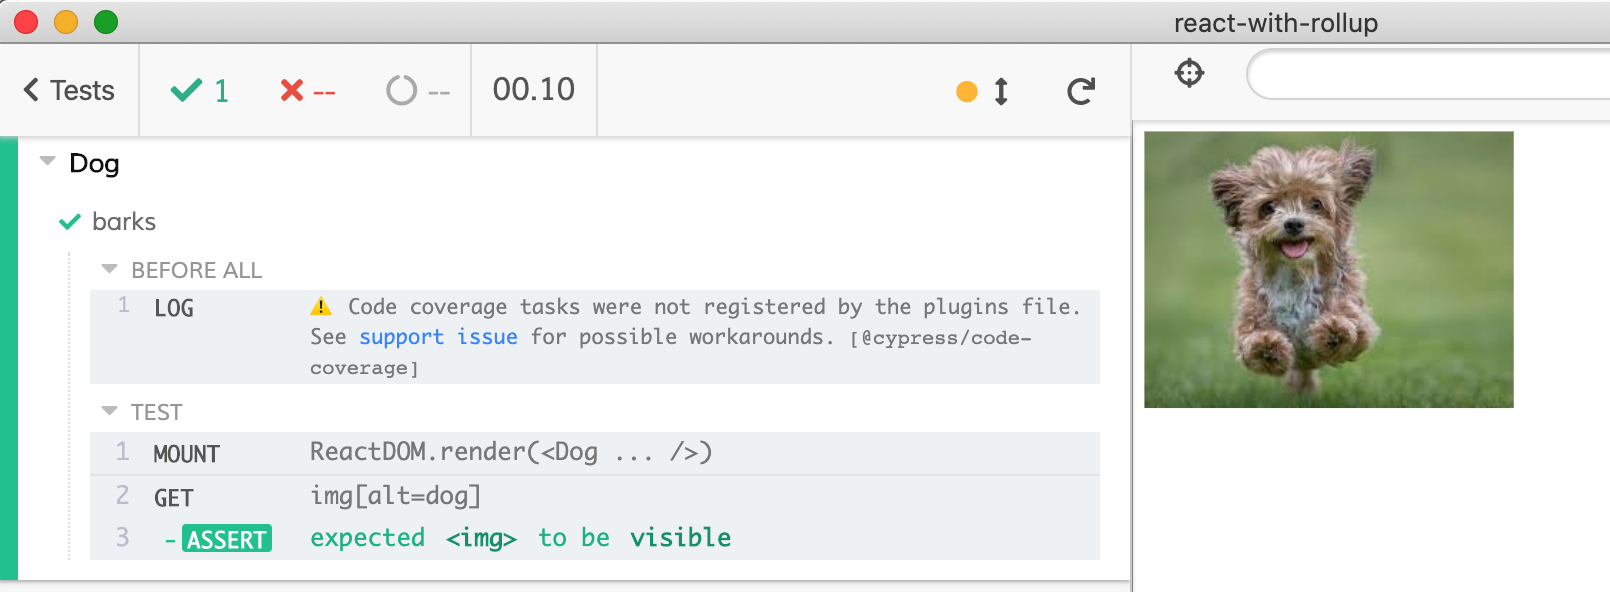 react-with-rollup
Tests
1
--
--
00.10
Dog
barks
BEFORE ALL
1 LOG ⚠ Code coverage tasks were not registered by the plugins file.
See support issue for possible workarounds. [@cypress/code-
coverage]
TEST
1 MOUNT ReactDOM.render(<Dog ... />)
2 GET img[alt=dog]
3 -ASSERT expected <img> to be visible